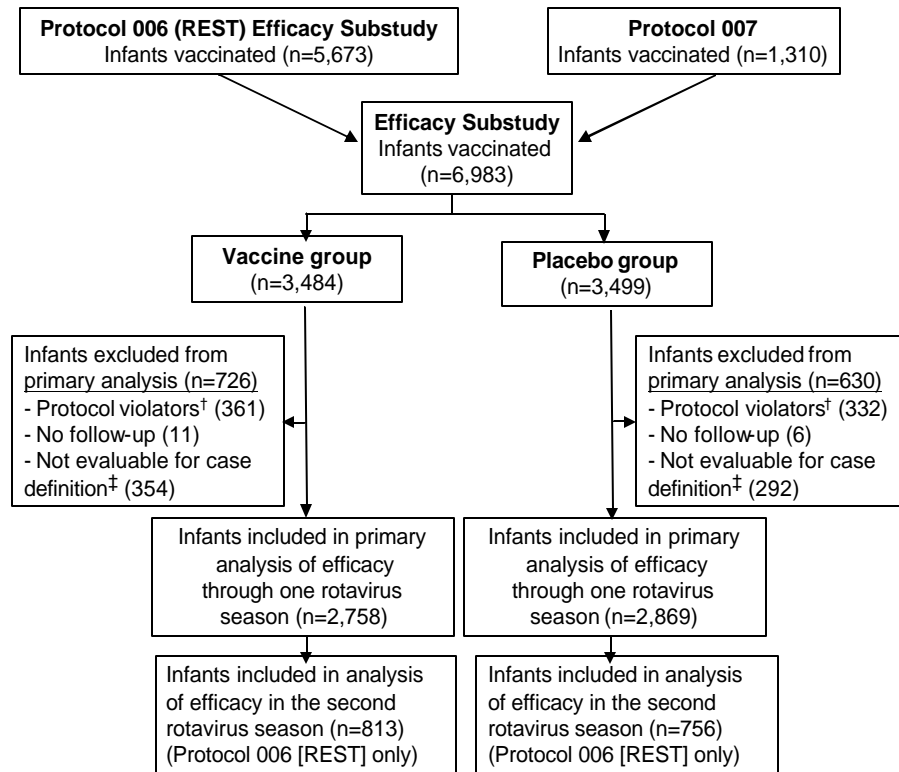 Protocol 006 (REST) Efficacy Substudy
Infants vaccinated (n=5,673)
Protocol 007
Infants vaccinated (n=1,310)
Efficacy Substudy
Infants vaccinated
(n=6,983)
Vaccine group
(n=3,484)
Placebo group
(n=3,499)
Infants excluded from
primary analysis (n=726)
- Protocol violators† (361)
- No follow-up (11)
- Not evaluable for case
definition‡ (354)
Infants excluded from
primary analysis (n=630)
- Protocol violators† (332)
- No follow-up (6)
- Not evaluable for case
definition‡ (292)
Infants included in primary
analysis of efficacy
through one rotavirus
season (n=2,758)
Infants included in primary
analysis of efficacy
through one rotavirus
season (n=2,869)
Infants included in analysis
of efficacy in the second
rotavirus season (n=813)
(Protocol 006 [REST] only)
Infants included in analysis
of efficacy in the second
rotavirus season (n=756)
(Protocol 006 [REST] only)